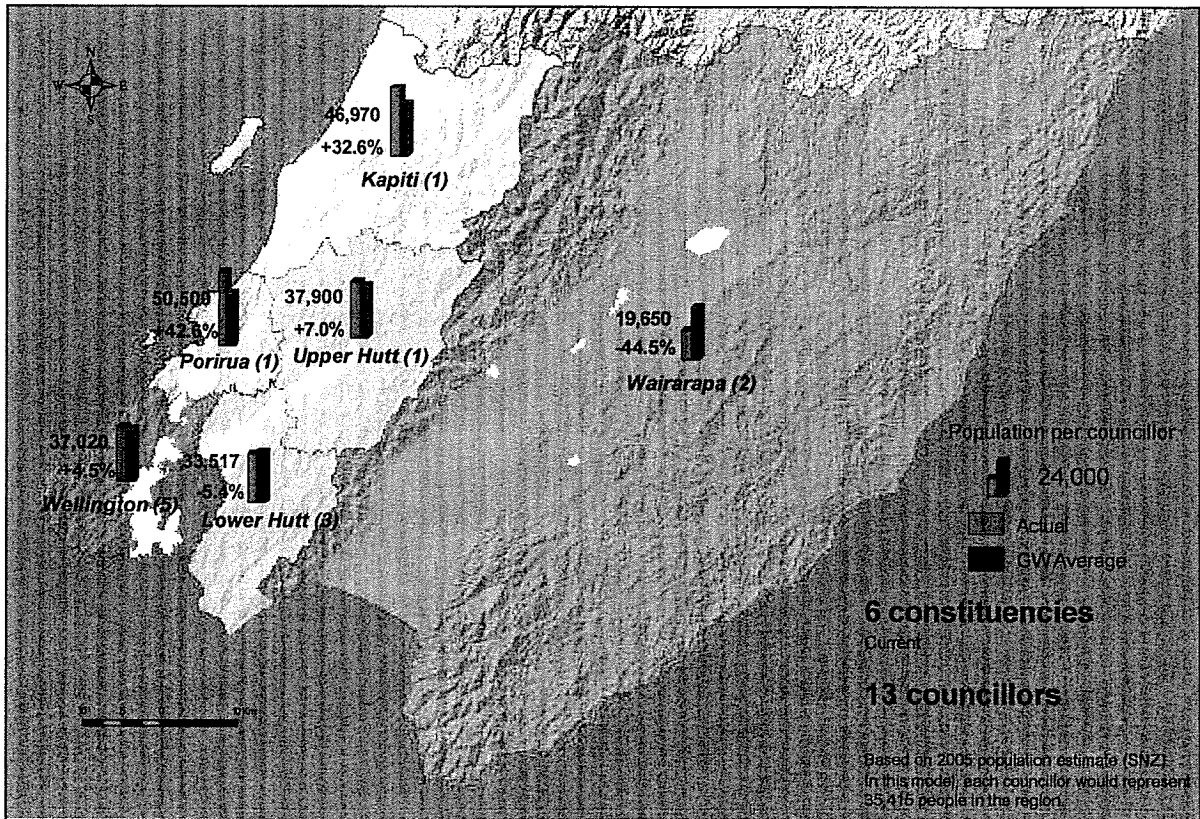 N
W E
S
46,970
+32.6%
Kapiti (1)
50,500
+42.6%
Porirua (1)
37,900
+7.0%
Upper Hutt (1)
19,650
-44.5%
Wairarapa (2)
37,020
+4.5%
Wellington (5)
33,517
-5.4%
Lower Hutt (3)
Population per councillor
24,000
Actual
GW Average
6 constituencies
Current
13 councillors
Based on 2005 population estimate (SNZ)
In this model, each councillor would represent
35,415 people in the region.